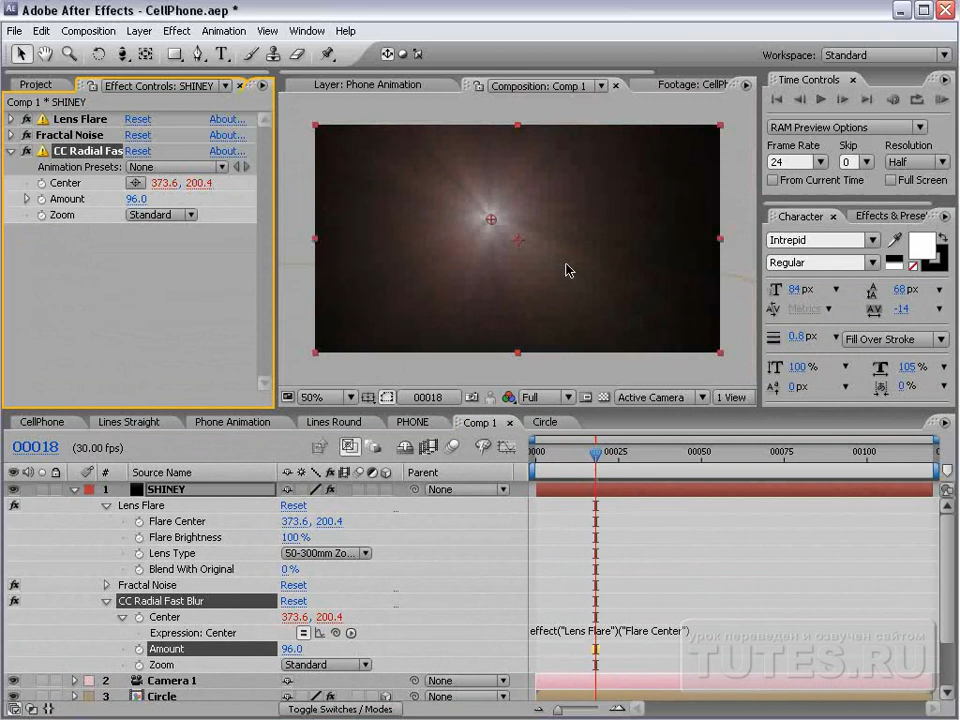 Adobe After Effects - CellPhone.aep *
File Edit Composition Layer Effect Animation View Window Help
Workspace: Standard
Project Effect Controls: SHINEY
Comp 1 * SHINEY
Lens Flare Reset About...
Fractal Noise Reset About...
CC Radial Fas Reset About...
Animation Presets: None
Center 373.6, 200.4
Amount 96.0
Zoom Standard
Layer: Phone Animation Composition: Comp 1 Footage: CellPh
50% 00018 Full Active Camera 1 View
Time Controls
RAM Preview Options
Frame Rate Skip Resolution
24 0 Half
From Current Time Full Screen
Character Effects & Prese
Intrepid
Regular
84 px 68 px
Metrics -14
0.8 px Fill Over Stroke
100 % 105 %
0 px 0 %
CellPhone Lines Straight Phone Animation Lines Round PHONE Comp 1 Circle
00018 (30.00 fps)
0000 00025 00050 00075 00100
# Source Name Parent
1 SHINEY None
Lens Flare Reset
Flare Center 373.6, 200.4
Flare Brightness 100 %
Lens Type 50-300mm Zo...
Blend With Original 0 %
Fractal Noise Reset
CC Radial Fast Blur Reset
Center 373.6, 200.4
Expression: Center effect("Lens Flare")("Flare Center")
Amount 96.0
Zoom Standard
2 Camera 1 None
3 Circle None
Toggle Switches / Modes
урок переведен и озвучен сайтом
TUTES.RU